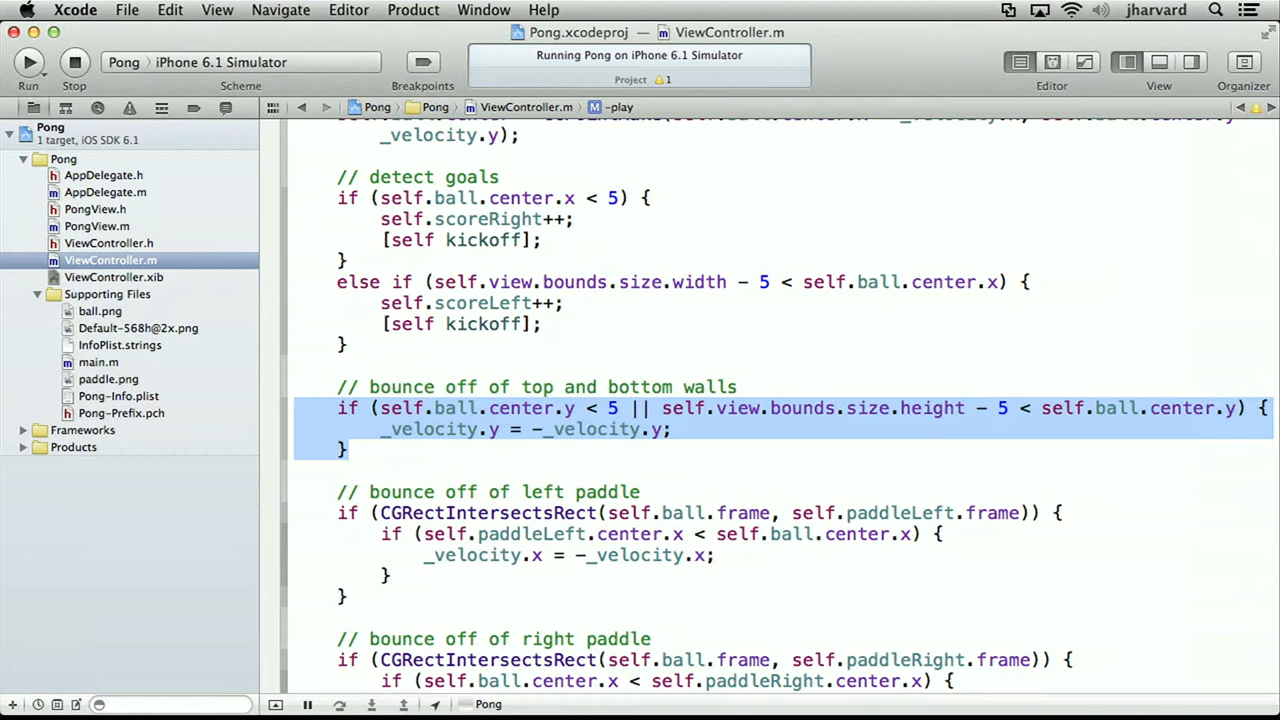 Xcode File Edit View Navigate Editor Product Window Help jharvard
Pong.xcodeproj — ViewController.m
Pong iPhone 6.1 Simulator
Running Pong on iPhone 6.1 Simulator
Project 1
Run Stop Scheme Breakpoints Editor View Organizer
Pong Pong ViewController.m M -play
Pong
1 target, iOS SDK 6.1
Pong
AppDelegate.h
AppDelegate.m
PongView.h
PongView.m
ViewController.h
ViewController.m
ViewController.xib
Supporting Files
ball.png
Default-568h@2x.png
InfoPlist.strings
main.m
paddle.png
Pong-Info.plist
Pong-Prefix.pch
Frameworks
Products
_velocity.y);
// detect goals
if (self.ball.center.x < 5) {
self.scoreRight++;
[self kickoff];
}
else if (self.view.bounds.size.width - 5 < self.ball.center.x) {
self.scoreLeft++;
[self kickoff];
}
// bounce off of top and bottom walls
if (self.ball.center.y < 5 || self.view.bounds.size.height - 5 < self.ball.center.y) {
_velocity.y = -_velocity.y;
}
// bounce off of left paddle
if (CGRectIntersectsRect(self.ball.frame, self.paddleLeft.frame)) {
if (self.paddleLeft.center.x < self.ball.center.x) {
_velocity.x = -_velocity.x;
}
}
// bounce off of right paddle
if (CGRectIntersectsRect(self.ball.frame, self.paddleRight.frame)) {
if (self.ball.center.x < self.paddleRight.center.x) {
Pong